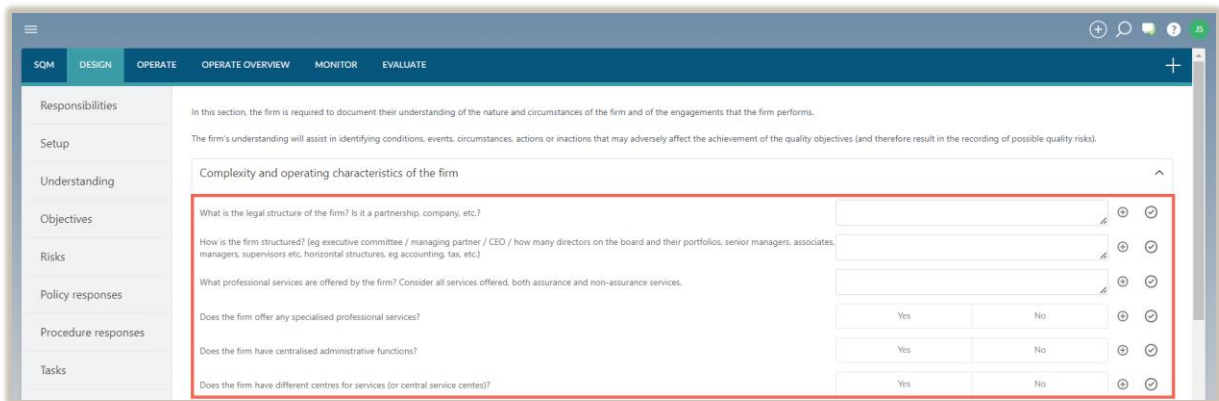 JS
SQM DESIGN OPERATE OPERATE OVERVIEW MONITOR EVALUATE
Responsibilities
Setup
Understanding
Objectives
Risks
Policy responses
Procedure responses
Tasks
In this section, the firm is required to document their understanding of the nature and circumstances of the firm and of the engagements that the firm performs.
The firm's understanding will assist in identifying conditions, events, circumstances, actions or inactions that may adversely affect the achievement of the quality objectives (and therefore result in the recording of possible quality risks).
Complexity and operating characteristics of the firm
What is the legal structure of the firm? Is it a partnership, company, etc.?
How is the firm structured? (eg executive committee / managing partner / CEO / how many directors on the board and their portfolios, senior managers, associates,
managers, supervisors etc, horizontal structures, eg accounting, tax, etc.)
What professional services are offered by the firm? Consider all services offered, both assurance and non-assurance services.
Does the firm offer any specialised professional services? Yes No
Does the firm have centralised administrative functions? Yes No
Does the firm have different centres for services (or central service centes)? Yes No